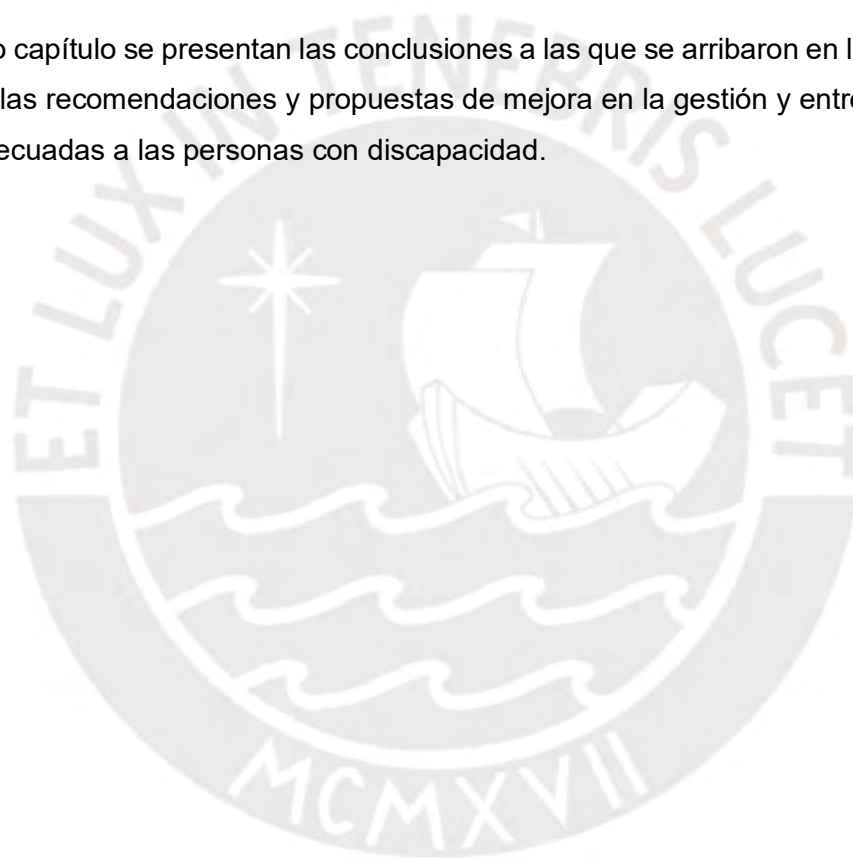 o capítulo se presentan las conclusiones a las que se arribaron en l
las recomendaciones y propuestas de mejora en la gestión y entr
ecuadas a las personas con discapacidad.
ET LUX IN TENEBRIS LUCET
MCMXVII